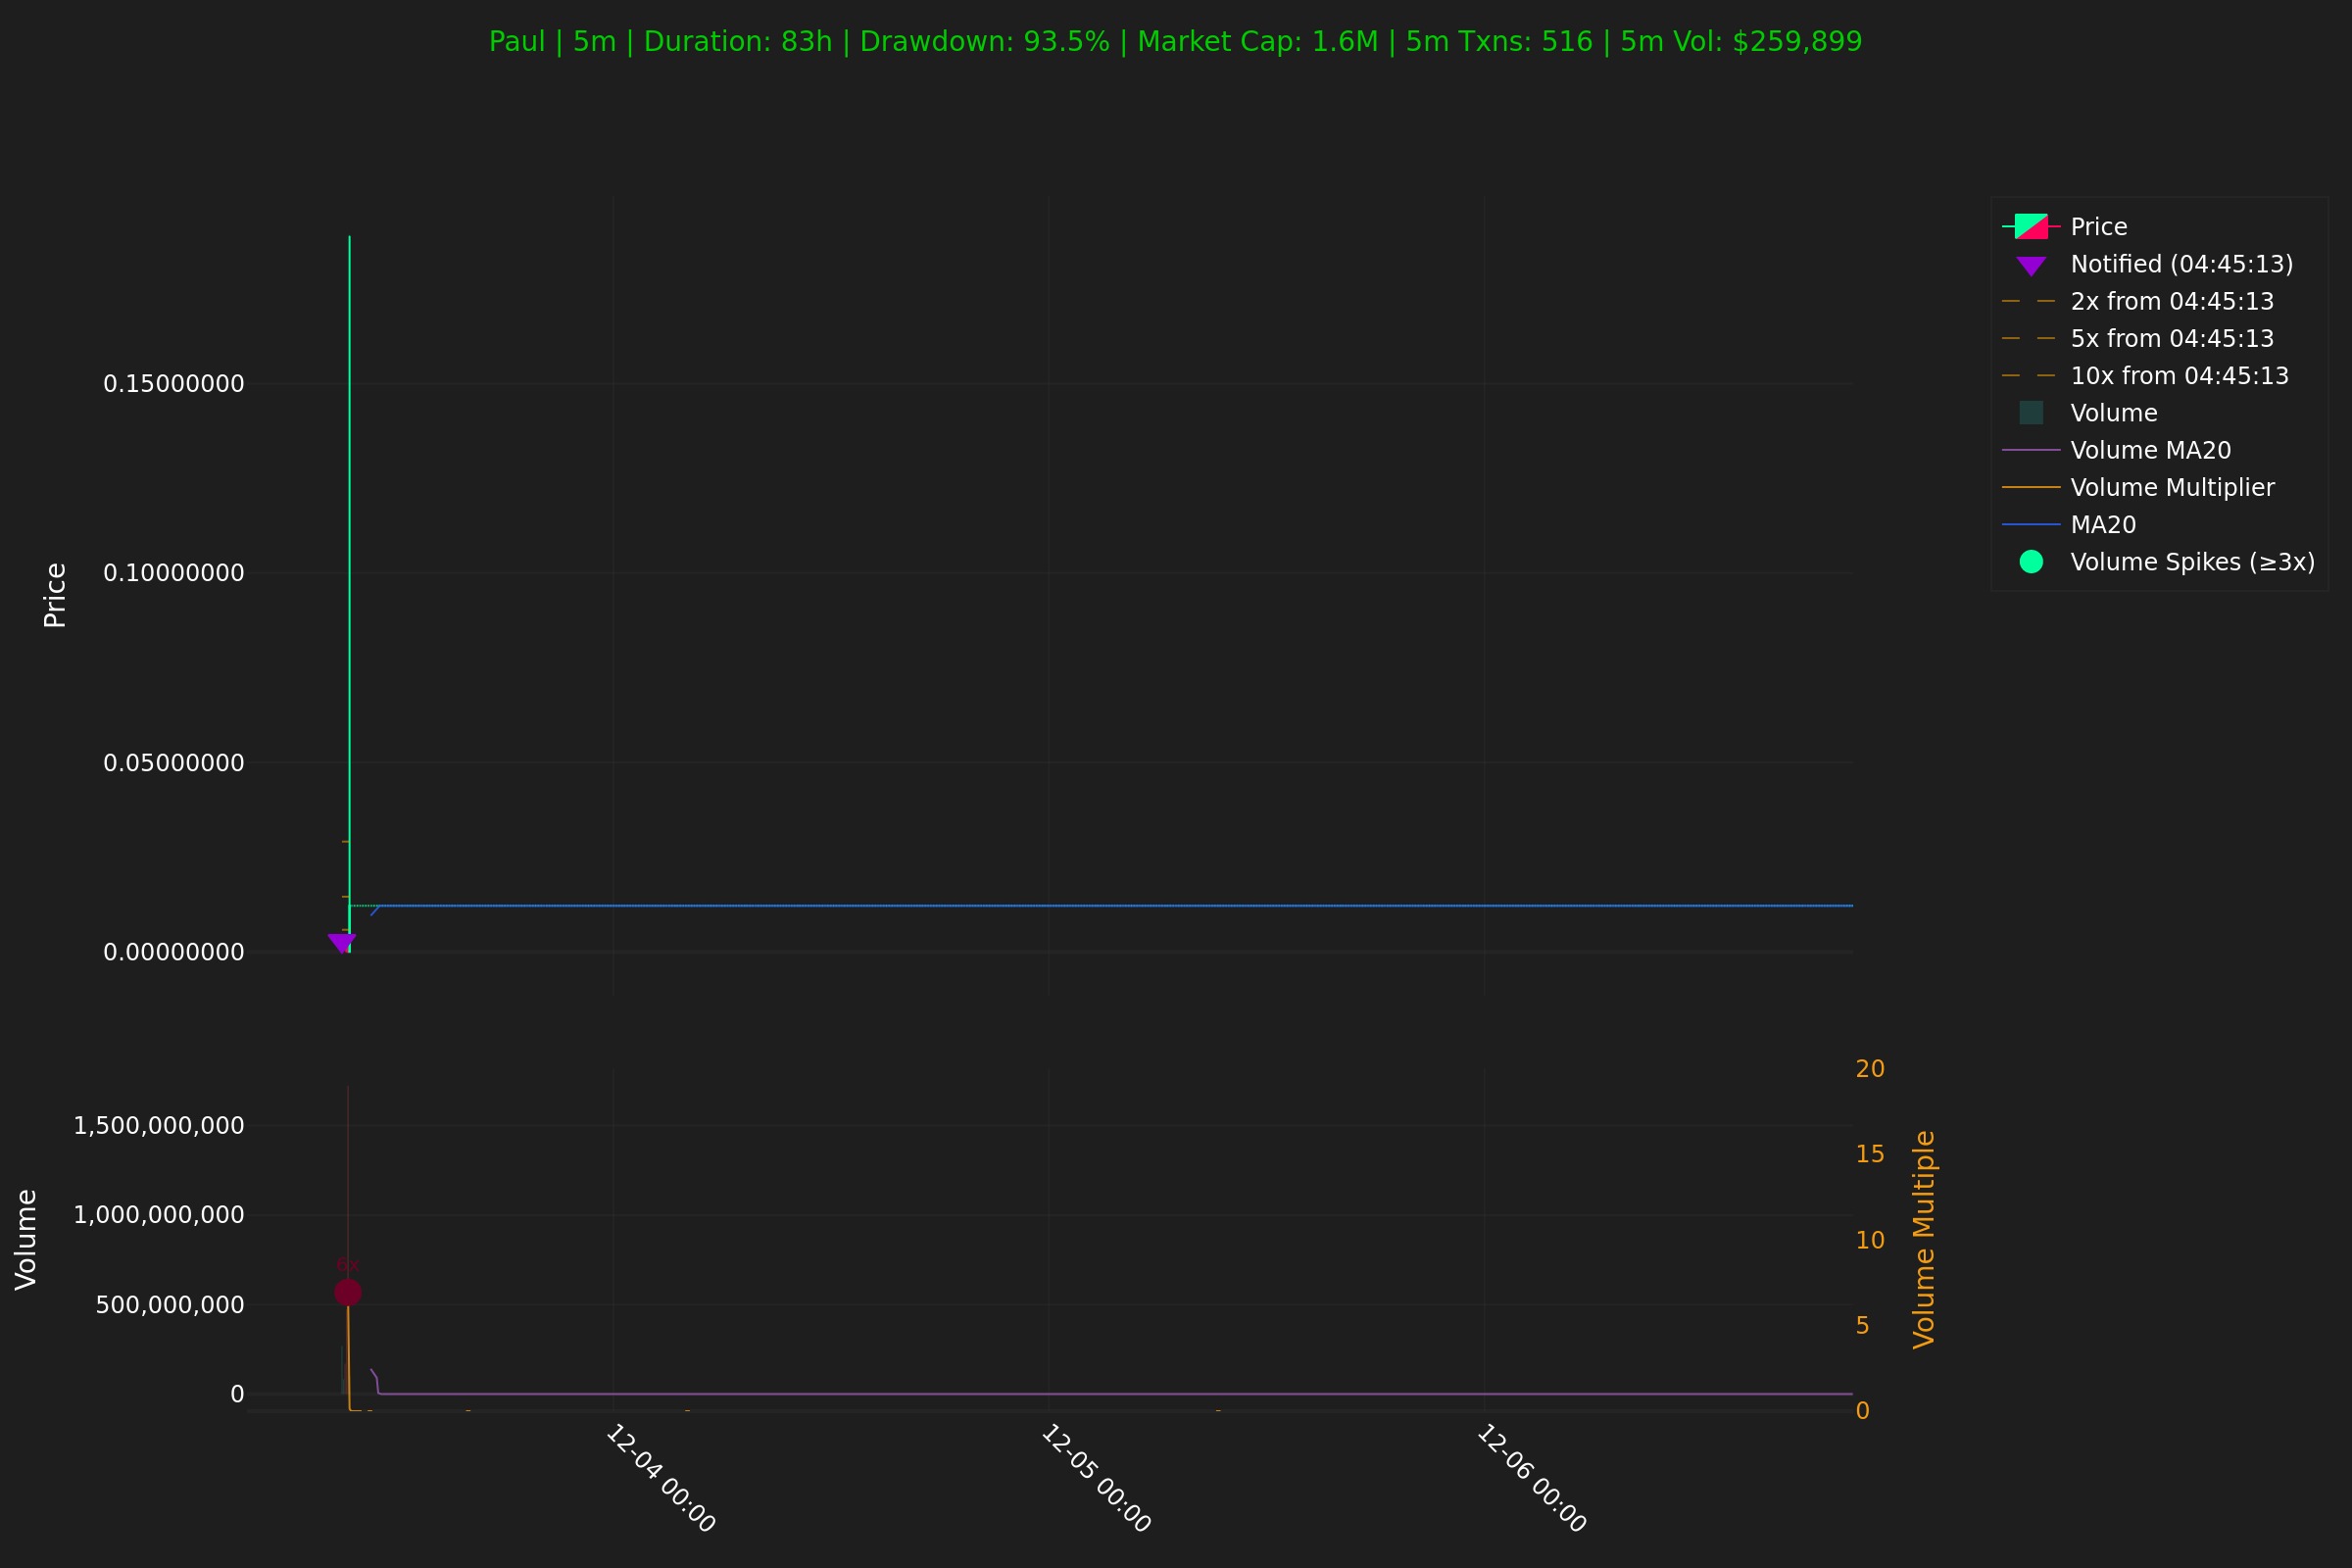 Paul | 5m | Duration: 83h | Drawdown: 93.5% | Market Cap: 1.6M | 5m Txns: 516 | 5m Vol: $259,899
Price
0.15000000
0.10000000
0.05000000
0.00000000
Price
Notified (04:45:13)
2x from 04:45:13
5x from 04:45:13
10x from 04:45:13
Volume
Volume MA20
Volume Multiplier
MA20
Volume Spikes (≥3x)
Volume
1,500,000,000
1,000,000,000
500,000,000
0
6x
20
15
10
5
0
Volume Multiple
12-04 00:00
12-05 00:00
12-06 00:00